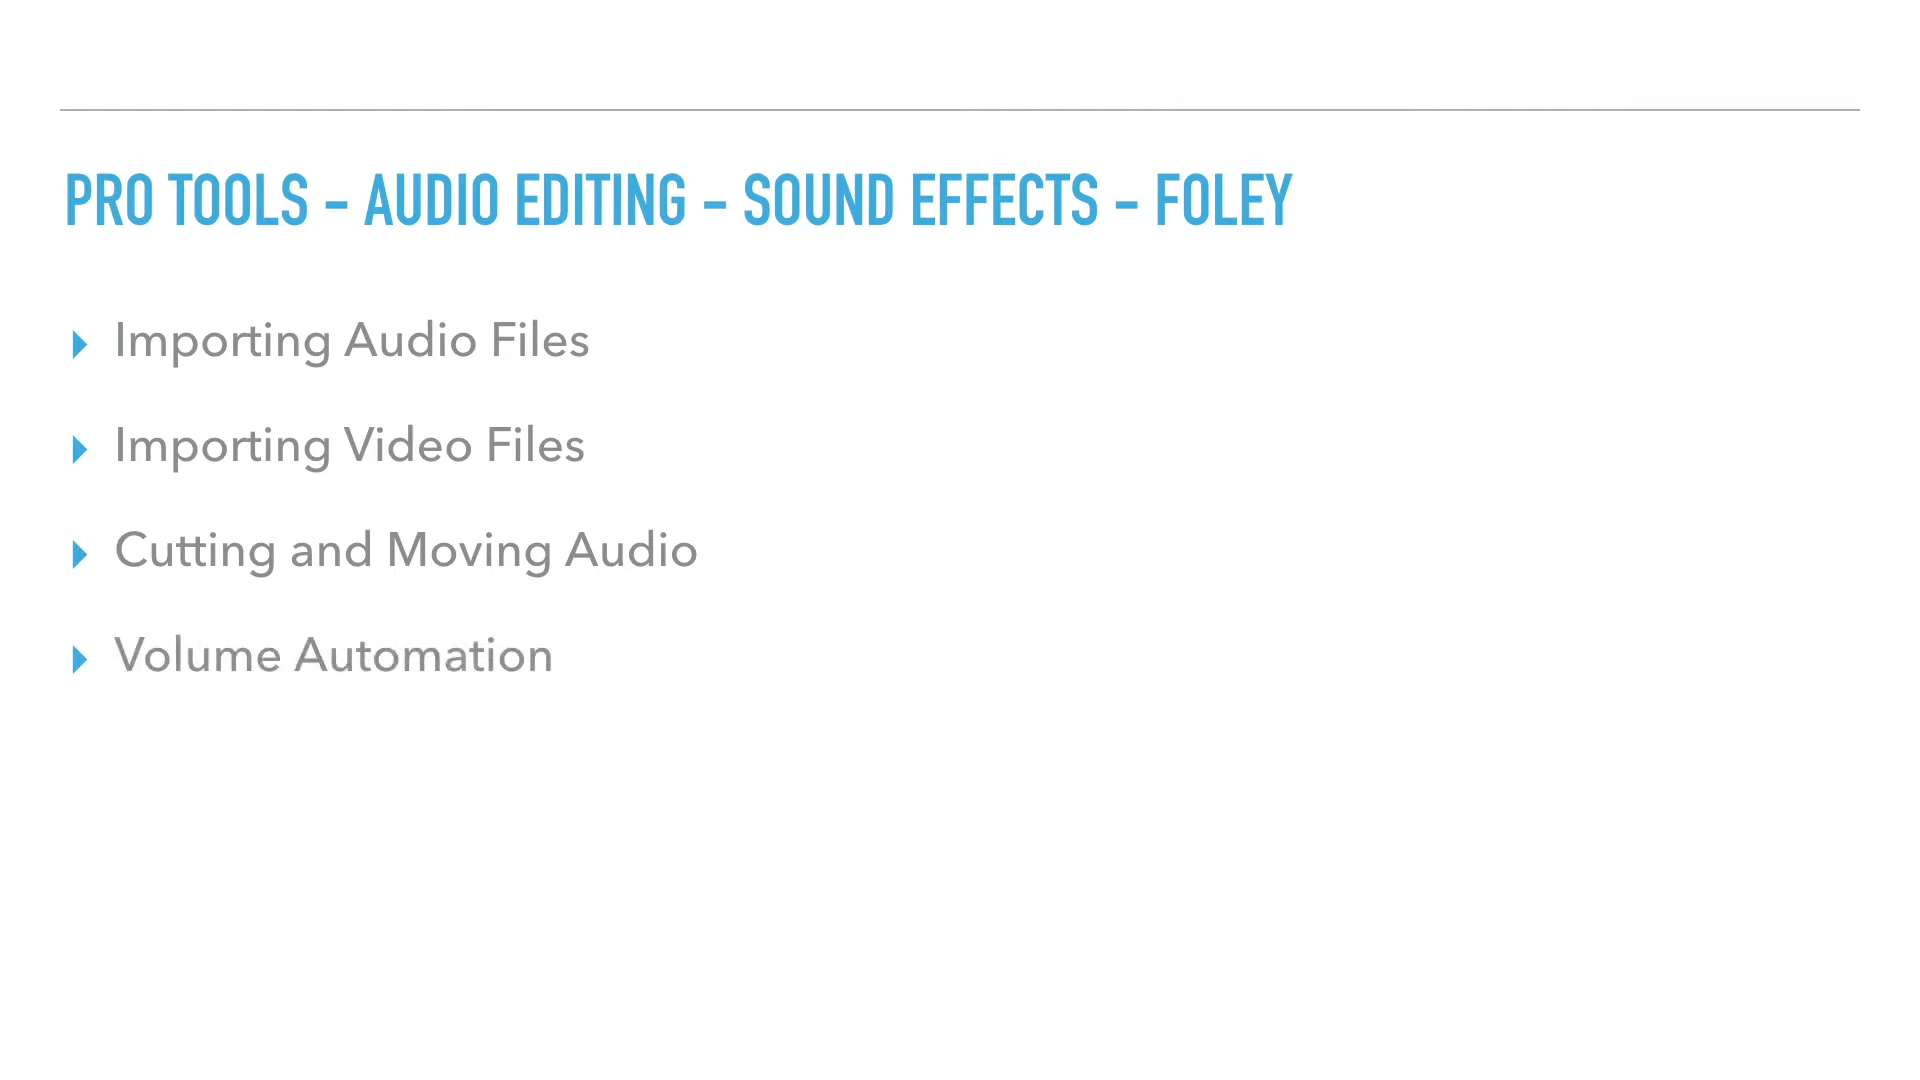 PRO TOOLS - AUDIO EDITING - SOUND EFFECTS - FOLEY
Importing Audio Files
Importing Video Files
Cutting and Moving Audio
Volume Automation